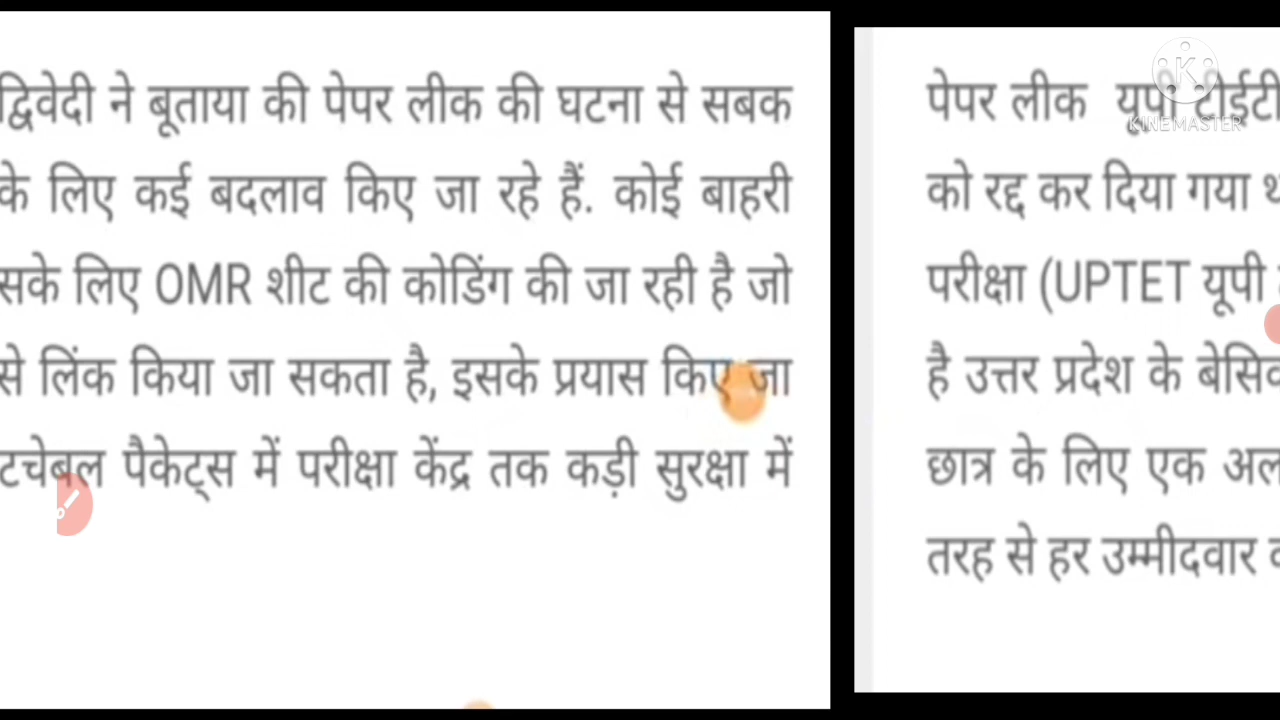 द्विवेदी ने बूताया की पेपर लीक की घटना से सबक
के लिए कई बदलाव किए जा रहे हैं. कोई बाहरी
सके लिए OMR शीट की कोडिंग की जा रही है जो
से लिंक किया जा सकता है, इसके प्रयास किए जा
टचेबल पैकेट्स में परीक्षा केंद्र तक कड़ी सुरक्षा में
पेपर लीक यूपी टीईटी
को रद्द कर दिया गया
परीक्षा (UPTET यूपी
है उत्तर प्रदेश के बेसि
छात्र के लिए एक अल
तरह से हर उम्मीदवार
KINEMASTER